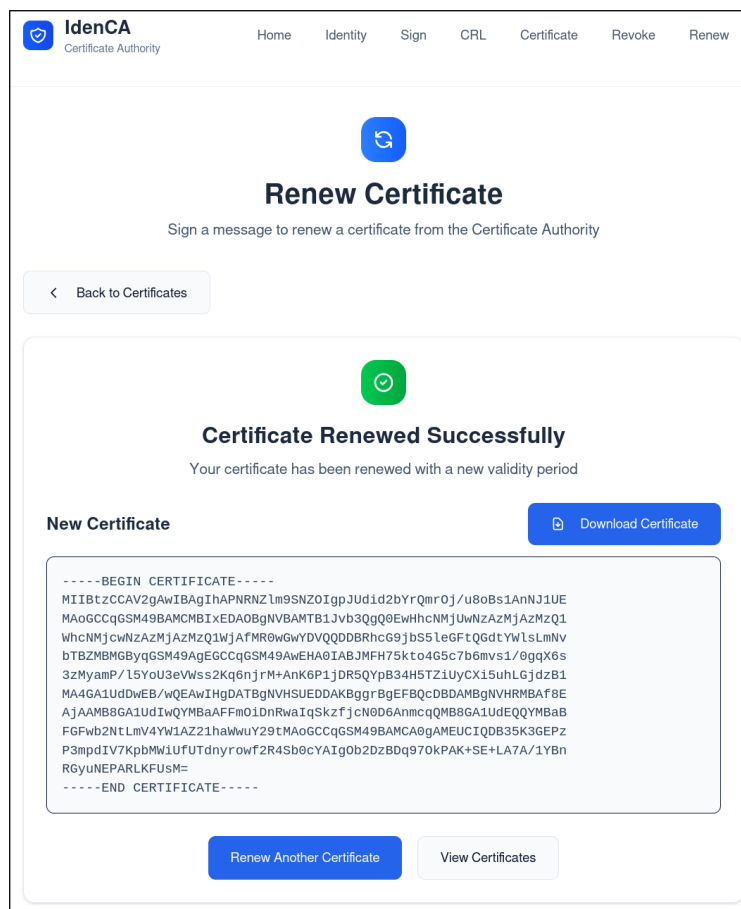 IdenCA
Certificate Authority
Home Identity Sign CRL Certificate Revoke Renew
Renew Certificate
Sign a message to renew a certificate from the Certificate Authority
Back to Certificates
Certificate Renewed Successfully
Your certificate has been renewed with a new validity period
New Certificate
Download Certificate
-----BEGIN CERTIFICATE-----
MIIBtzCCAV2gAwIBAgIhAPNRNZlm9SNZOIgpJUdid2bYrQmrOj/u8oBs1AnNJ1UE
MAoGCCqGSM49BAMCMBIxEDAOBgNVBAMTB1Jvb3QgQ0EwHhcNMjUwNzAzMjAzMzQ1
WhcNMjcwNzAzMjAzMzQ1WjAfMR0wGwYDVQQDDBRhcG9jbS5leGFtQGdtYWlsLmNv
bTBZMBMGByqGSM49AgEGCCqGSM49AwEHA0IABJMFH75kto4G5c7b6mvs1/0gqX6s
3zMyamP/l5YoU3eVWss2Kq6njrM+AnK6P1jDR5QYpB34H5TZiUyCXi5uhLGjdzB1
MA4GA1UdDwEB/wQEAwIHgDATBgNVHSUEDDAKBggrBgEFBQcDBDAMBgNVHRMBAf8E
AjAAMB8GA1UdIwQYMBaAFFmOiDnRwaIqSkzfjcN0D6AnmcqQMB8GA1UdEQQYMBaB
FGFwb2NtLmV4YW1AZ21haWwuY29tMAoGCCqGSM49BAMCA0gAMEUCIQDB35K3GEPz
P3mpdIV7KpbMWiUfUTdnyrowf2R4Sb0cYAIgOb2DzBDq97OkPAK+SE+LA7A/1YBn
RGyuNEPARLKFUsM=
-----END CERTIFICATE-----
Renew Another Certificate View Certificates